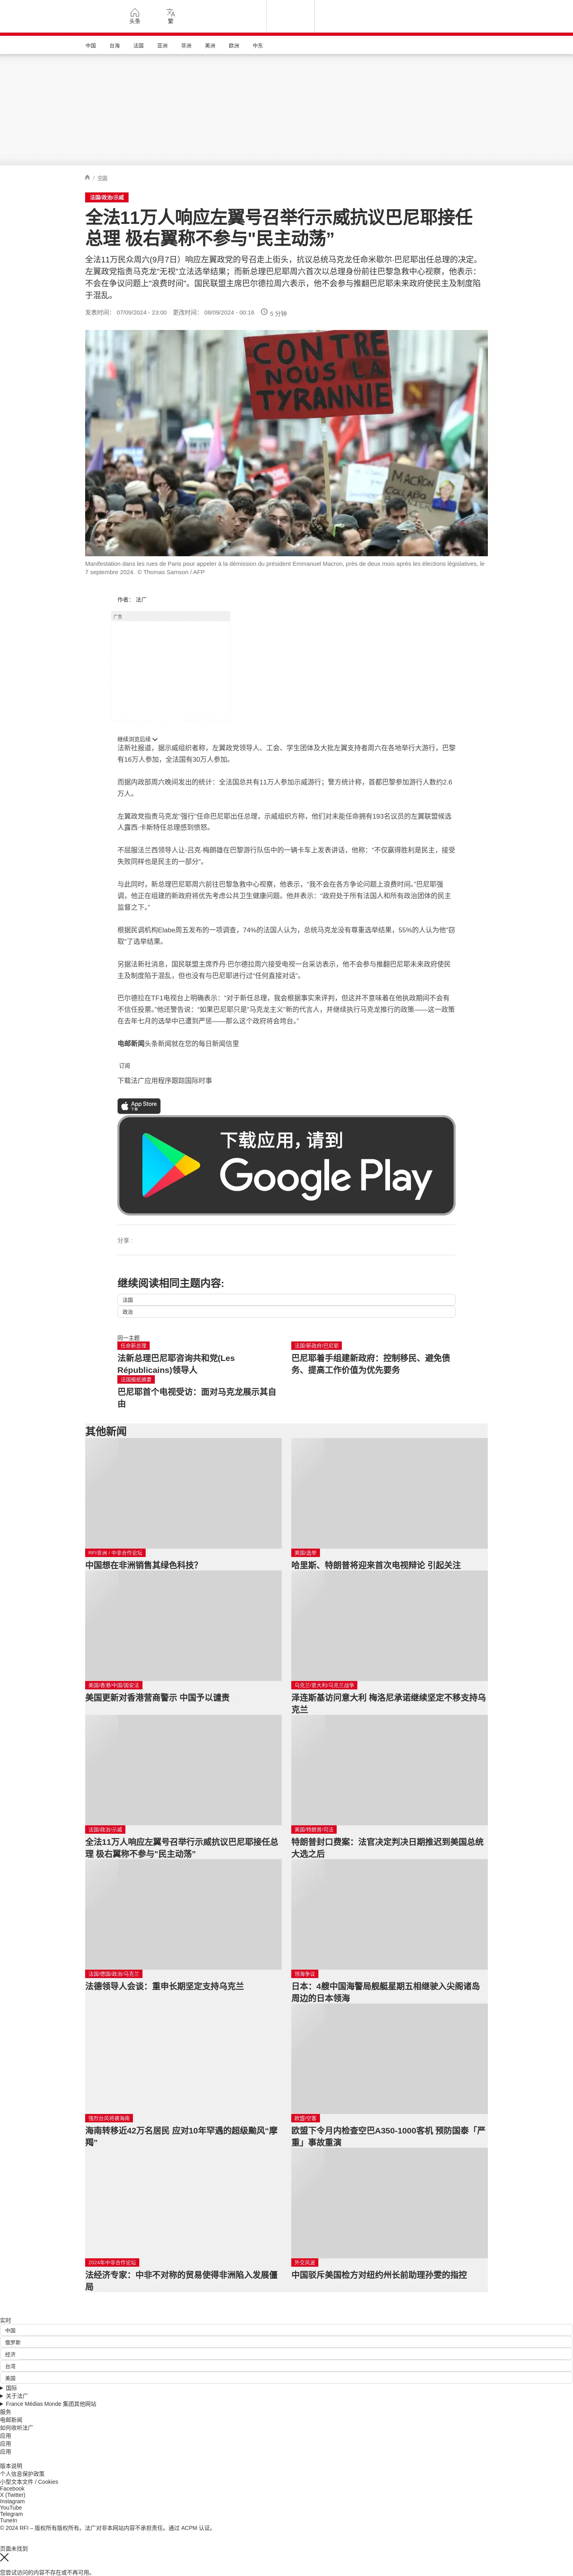 头条
繁
中国
台海
法国
亚洲
非洲
美洲
欧洲
中东
/ 中国
法国/政治/示威
全法11万人响应左翼号召举行示威抗议巴尼耶接任
总理 极右翼称不参与"民主动荡”
全法11万民众周六(9月7日）响应左翼政党的号召走上街头，抗议总统马克龙任命米歇尔·巴尼耶出任总理的决定。
左翼政党指责马克龙"无视"立法选举结果；而新总理巴尼耶周六首次以总理身份前往巴黎急救中心视察，他表示：
不会在争议问题上"浪费时间"。国民联盟主席巴尔德拉周六表示，他不会参与推翻巴尼耶未来政府使民主及制度陷
于混乱。
发表时间： 07/09/2024 - 23:00 更改时间： 08/09/2024 - 00:16 5 分钟
CONTRE
NOUS LA
TYRANNIE
MACRON
Manifestation dans les rues de Paris pour appeler à la démission du président Emmanuel Macron, près de deux mois après les élections législatives, le
7 septembre 2024. © Thomas Samson / AFP
作者： 法广
广告
继续浏览后续
法新社报道，据示威组织者称，左翼政党领导人、工会、学生团体及大批左翼支持者周六在各地举行大游行，巴黎
有16万人参加，全法国有30万人参加。
而据内政部周六晚间发出的统计：全法国总共有11万人参加示威游行；警方统计称，首都巴黎参加游行人数约2.6
万人。
左翼政党指责马克龙"强行"任命巴尼耶出任总理，示威组织方称，他们对未能任命拥有193名议员的左翼联盟候选
人露西·卡斯特任总理感到愤怒。
不屈服法兰西领导人让-吕克·梅朗雄在巴黎游行队伍中的一辆卡车上发表讲话，他称：“不仅赢得胜利是民主，接受
失败同样也是民主的一部分”。
与此同时，新总理巴尼耶周六前往巴黎急救中心视察，他表示，"我不会在各方争论问题上浪费时间。"巴尼耶强
调，他正在组建的新政府将优先考虑公共卫生健康问题。他并表示：“政府处于所有法国人和所有政治团体的民主
监督之下。”
根据民调机构Elabe周五发布的一项调查，74%的法国人认为，总统马克龙没有尊重选举结果，55%的人认为他"窃
取"了选举结果。
另据法新社消息，国民联盟主席乔丹·巴尔德拉周六接受电视一台采访表示，他不会参与推翻巴尼耶未来政府使民
主及制度陷于混乱，但也没有与巴尼耶进行过“任何直接对话”。
巴尔德拉在TF1电视台上明确表示：“对于新任总理，我会根据事实来评判，但这并不意味着在他执政期间不会有
不信任投票。”他还警告说：“如果巴尼耶只是“马克龙主义”新的代言人，并继续执行马克龙推行的政策——这一政策
在去年七月的选举中已遭到严惩——那么这个政府将会垮台。”
电邮新闻头条新闻就在您的每日新闻信里
订阅
下载法广应用程序跟踪国际时事
App Store
下载
下载应用，请到
Google Play
分享 :
继续阅读相同主题内容:
法国
政治
同一主题
任命新总理
法新总理巴尼耶咨询共和党(Les
Républicains)领导人
法国/新政府/巴尼耶
巴尼耶着手组建新政府：控制移民、避免债
务、提高工作价值为优先要务
法国报纸摘要
巴尼耶首个电视受访：面对马克龙展示其自
由
其他新闻
RFI非洲 / 中非合作论坛
中国想在非洲销售其绿色科技?
美国/选举
哈里斯、特朗普将迎来首次电视辩论 引起关注
美国/香港/中国/国安法
美国更新对香港营商警示 中国予以谴责
乌克兰/意大利/乌克兰战争
泽连斯基访问意大利 梅洛尼承诺继续坚定不移支持乌
克兰
法国/政治/示威
全法11万人响应左翼号召举行示威抗议巴尼耶接任总
理 极右翼称不参与"民主动荡”
美国/特朗普/司法
特朗普封口费案：法官决定判决日期推迟到美国总统
大选之后
法国/德国/政治/乌克兰
法德领导人会谈：重申长期坚定支持乌克兰
领海争议
日本：4艘中国海警局舰艇星期五相继驶入尖阁诸岛
周边的日本领海
强烈台风将袭海南
海南转移近42万名居民 应对10年罕遇的超级颱风“摩
羯”
欧盟/空客
欧盟下令月内检查空巴A350-1000客机 预防国泰「严
重」事故重演
2024年中非合作论坛
法经济专家：中非不对称的贸易使得非洲陷入发展僵
局
外交风波
中国驳斥美国检方对纽约州长前助理孙雯的指控
实时
中国
俄罗斯
经济
台湾
美国
国际
关于法广
France Médias Monde 集团其他网站
服务
电邮新闻
如何收听法广
应用
应用
应用
版本说明
个人信息保护政策
小型文本文件 / Cookies
Facebook
X (Twitter)
Instagram
YouTube
Telegram
TuneIn
© 2024 RFI – 版权所有版权所有。法广对非本网站内容不承担责任。通过 ACPM 认证。
页面未找到
您尝试访问的内容不存在或不再可用。